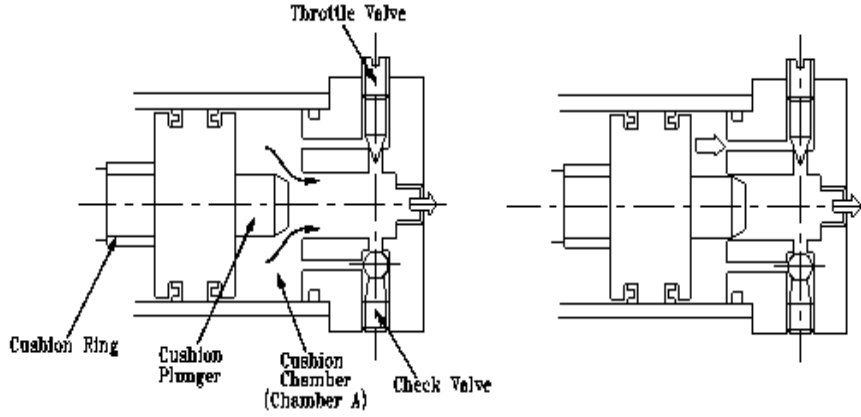 Throttle Valve
Cushion Ring
Cushion
Plunger
Cushion
Chamber
(Chamber A)
Check Valve